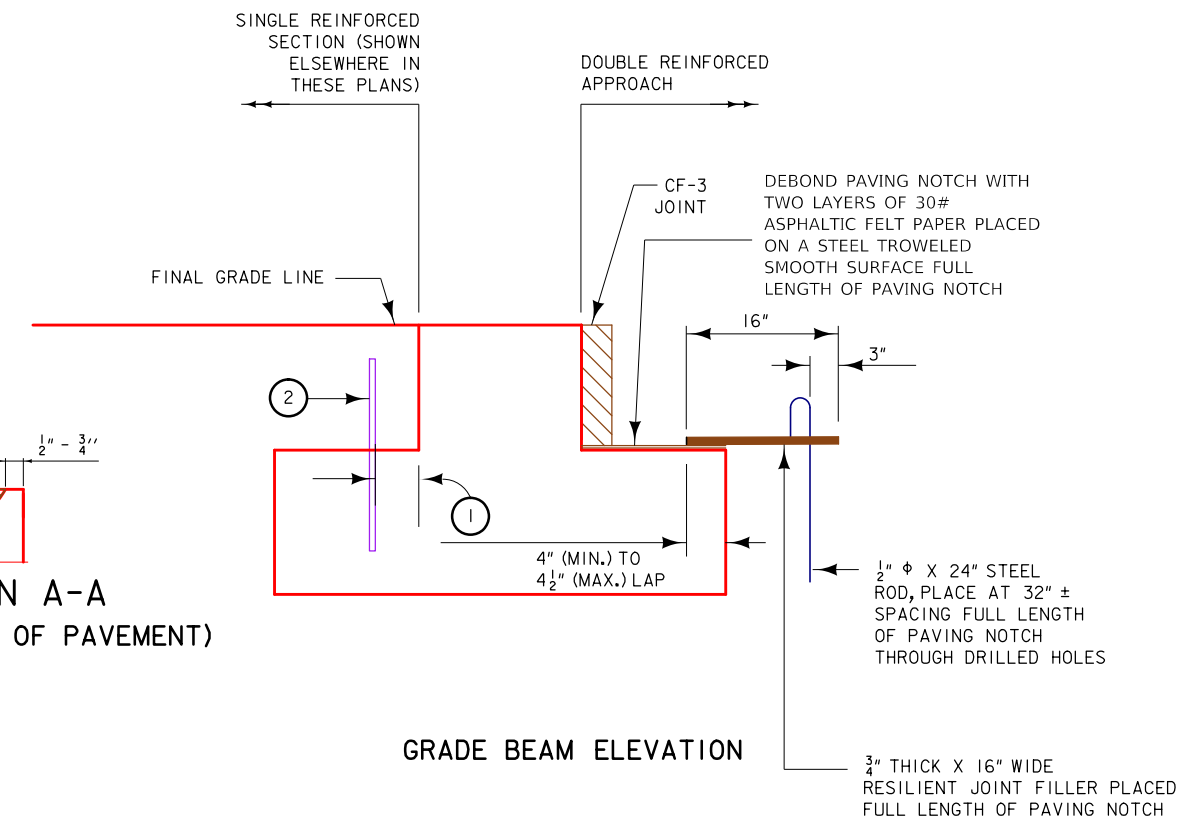 SINGLE REINFORCED
SECTION (SHOWN
ELSEWHERE IN
THESE PLANS)
DOUBLE REINFORCED
APPROACH
CF-3
JOINT
DEBOND PAVING NOTCH WITH
TWO LAYERS OF 30#
ASPHALTIC FELT PAPER PLACED
ON A STEEL TROWELED
SMOOTH SURFACE FULL
LENGTH OF PAVING NOTCH
FINAL GRADE LINE
16"
3"
2
1/2" - 3/4"
1
4" (MIN.) TO
4 1/2" (MAX.) LAP
1/2" ϕ X 24" STEEL
ROD, PLACE AT 32" ±
SPACING FULL LENGTH
OF PAVING NOTCH
THROUGH DRILLED HOLES
N A-A
OF PAVEMENT)
GRADE BEAM ELEVATION
3/4" THICK X 16" WIDE
RESILIENT JOINT FILLER PLACED
FULL LENGTH OF PAVING NOTCH